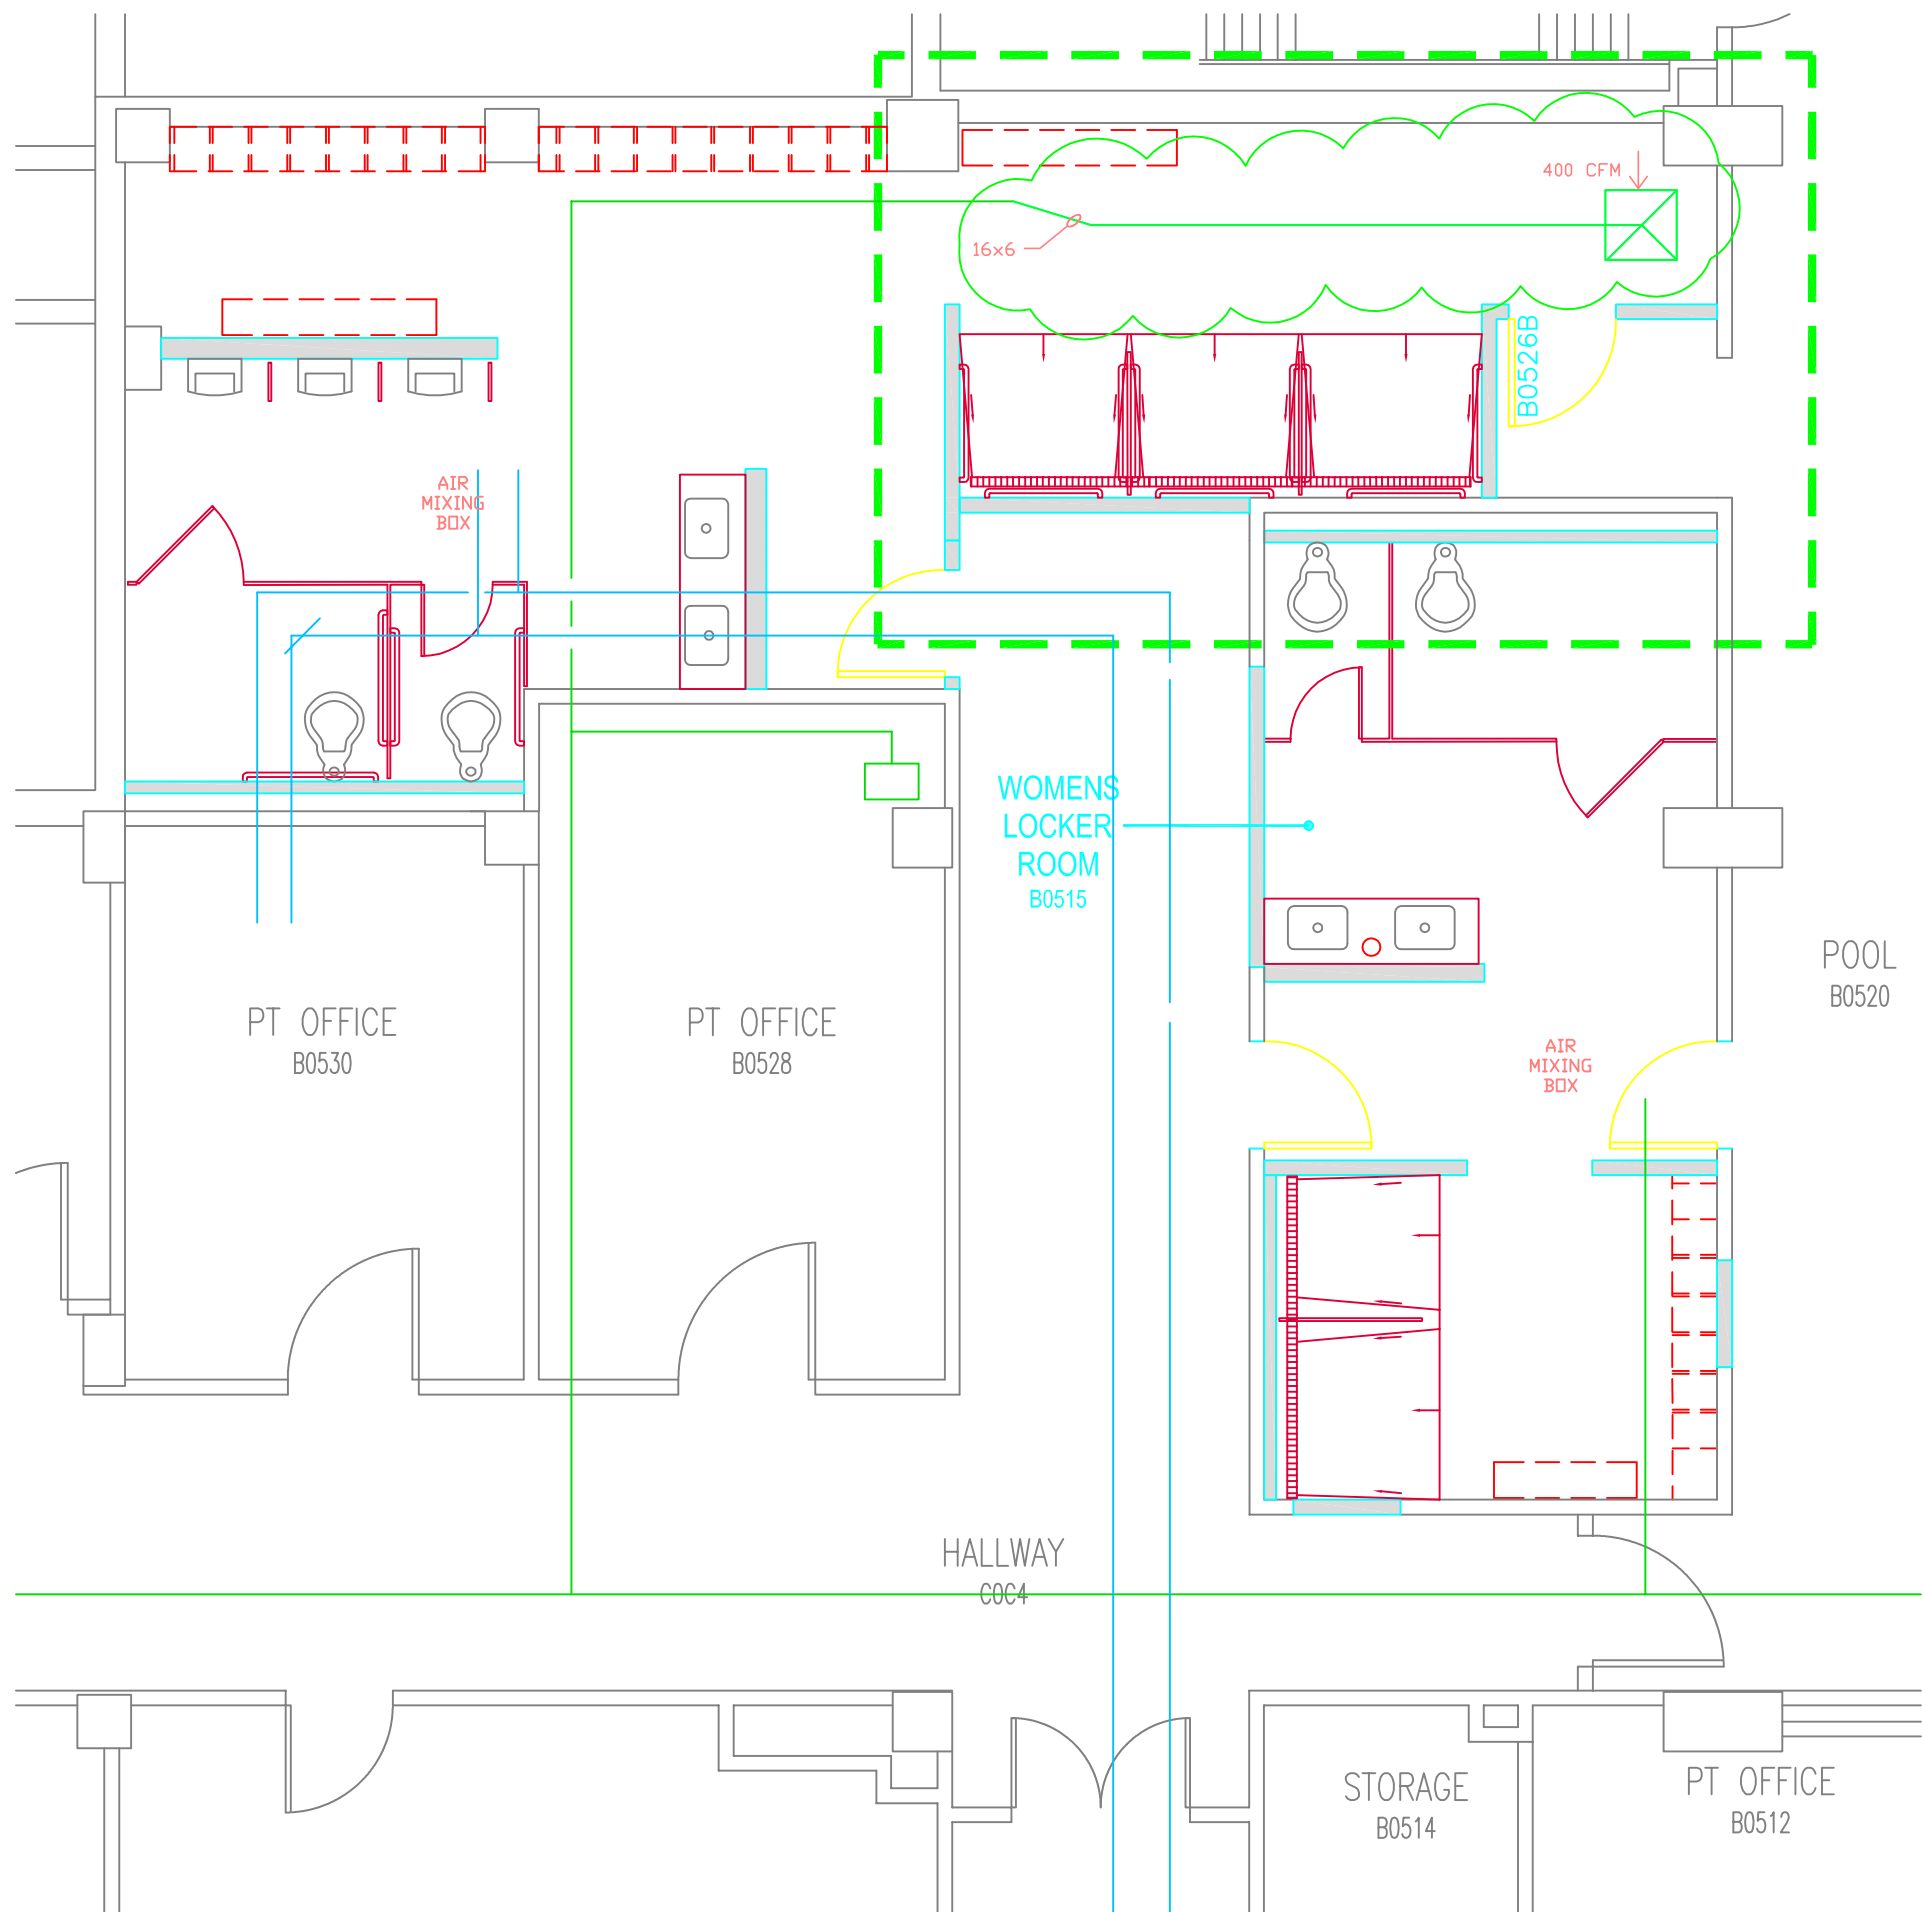 400 CFM
16x6
B0526B
AIR
MIXING
BOX
WOMENS
LOCKER
ROOM
B0515
POOL
B0520
PT OFFICE
B0530
PT OFFICE
B0528
AIR
MIXING
BOX
HALLWAY
C0C4
STORAGE
B0514
PT OFFICE
B0512